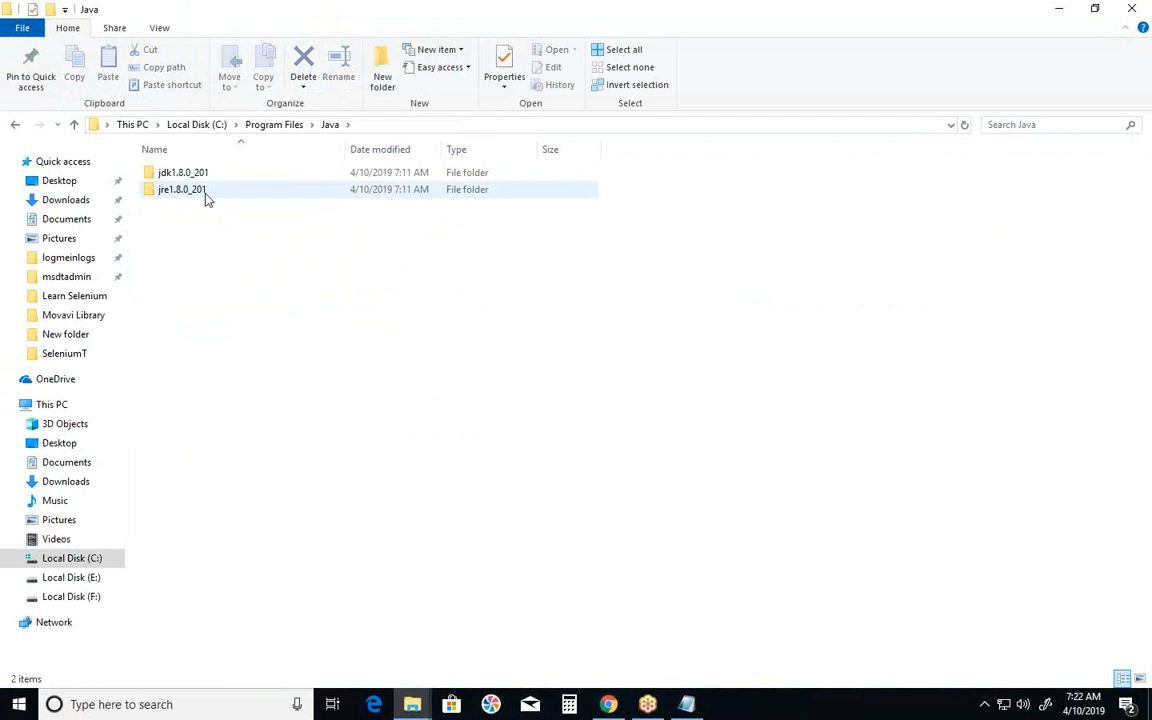 Java
File Home Share View
Pin to Quick access
Copy
Paste
Cut
Copy path
Paste shortcut
Clipboard
Move to
Copy to
Delete
Rename
Organize
New folder
New item
Easy access
New
Properties
Open
Edit
History
Open
Select all
Select none
Invert selection
Select
This PC > Local Disk (C:) > Program Files > Java >
Search Java
Name Date modified Type Size
jdk1.8.0_201 4/10/2019 7:11 AM File folder
jre1.8.0_201 4/10/2019 7:11 AM File folder
Quick access
Desktop
Downloads
Documents
Pictures
logmeinlogs
msdtadmin
Learn Selenium
Movavi Library
New folder
SeleniumT
OneDrive
This PC
3D Objects
Desktop
Documents
Downloads
Music
Pictures
Videos
Local Disk (C:)
Local Disk (E:)
Local Disk (F:)
Network
2 items
Type here to search
7:22 AM
4/10/2019
2